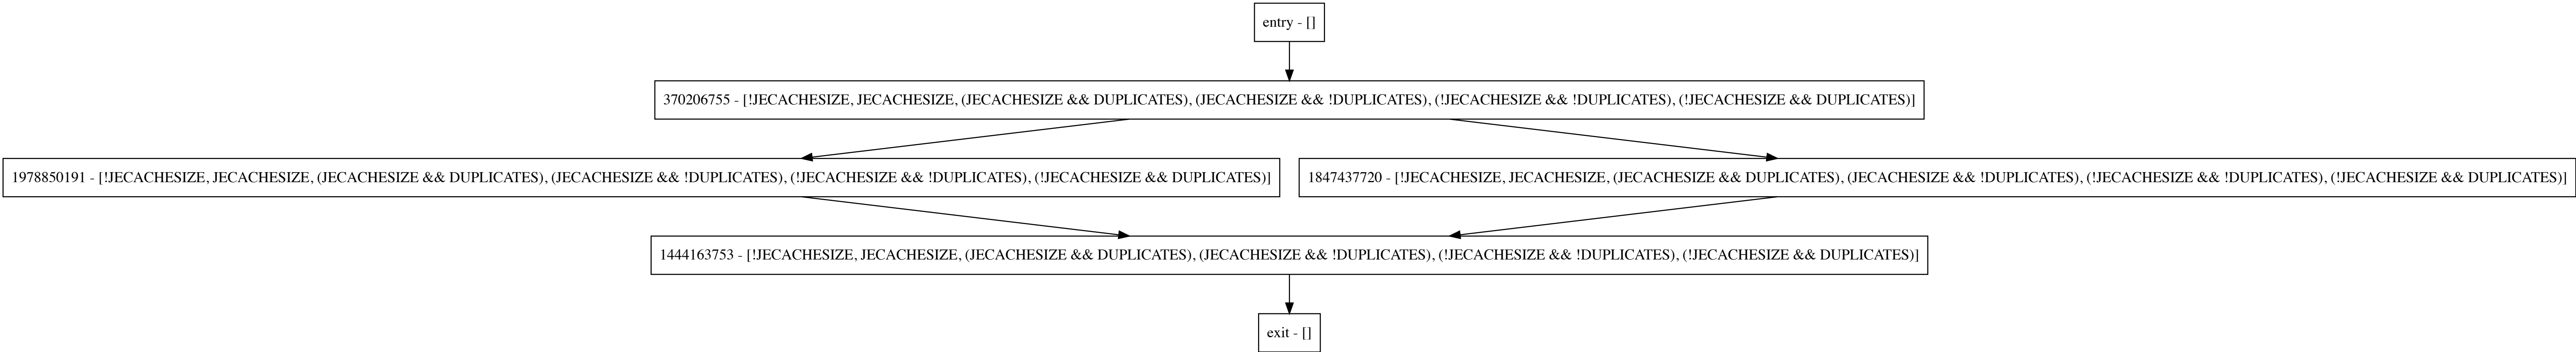 entry - []
370206755 - [!JECACHESIZE, JECACHESIZE, (JECACHESIZE && DUPLICATES), (JECACHESIZE && !DUPLICATES), (!JECACHESIZE && !DUPLICATES), (!JECACHESIZE && DUPLICATES)]
1978850191 - [!JECACHESIZE, JECACHESIZE, (JECACHESIZE && DUPLICATES), (JECACHESIZE && !DUPLICATES), (!JECACHESIZE && !DUPLICATES), (!JECACHESIZE && DUPLICATES)]
1847437720 - [!JECACHESIZE, JECACHESIZE, (JECACHESIZE && DUPLICATES), (JECACHESIZE && !DUPLICATES), (!JECACHESIZE && !DUPLICATES), (!JECACHESIZE && DUPLICATES)]
1444163753 - [!JECACHESIZE, JECACHESIZE, (JECACHESIZE && DUPLICATES), (JECACHESIZE && !DUPLICATES), (!JECACHESIZE && !DUPLICATES), (!JECACHESIZE && DUPLICATES)]
exit - []